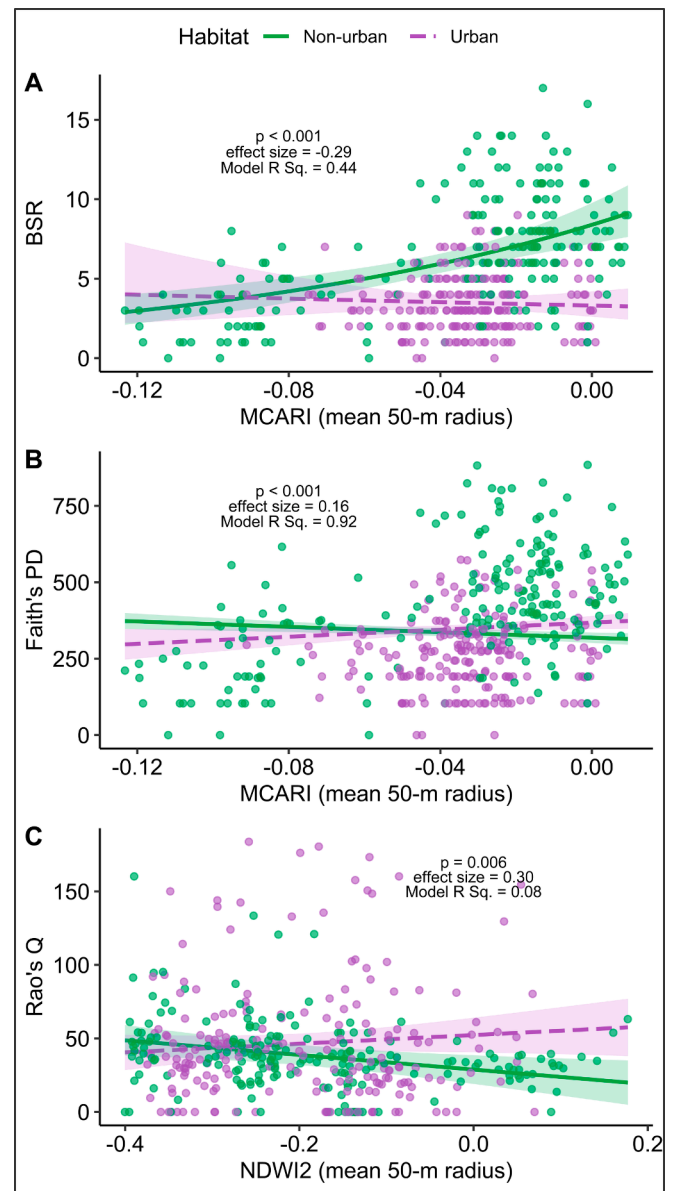 Habitat Non-urban Urban
A
p < 0.001
effect size = -0.29
Model R Sq. = 0.44
BSR
15
10
5
0
-0.12 -0.08 -0.04 0.00
MCARI (mean 50-m radius)
B
p < 0.001
effect size = 0.16
Model R Sq. = 0.92
Faith's PD
750
500
250
0
-0.12 -0.08 -0.04 0.00
MCARI (mean 50-m radius)
C
p = 0.006
effect size = 0.30
Model R Sq. = 0.08
Rao's Q
150
100
50
0
-0.4 -0.2 0.0 0.2
NDWI2 (mean 50-m radius)